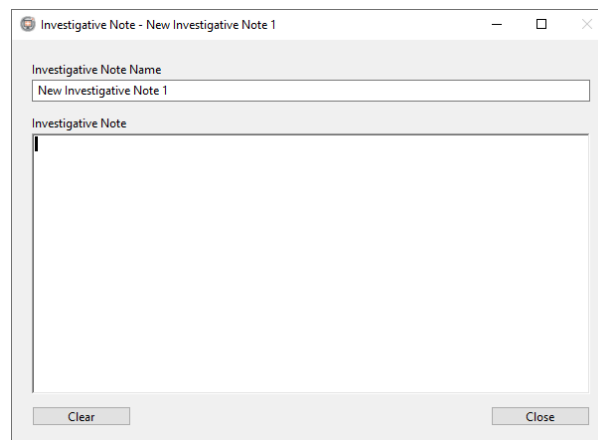 Investigative Note - New Investigative Note 1
Investigative Note Name
New Investigative Note 1
Investigative Note
Clear
Close